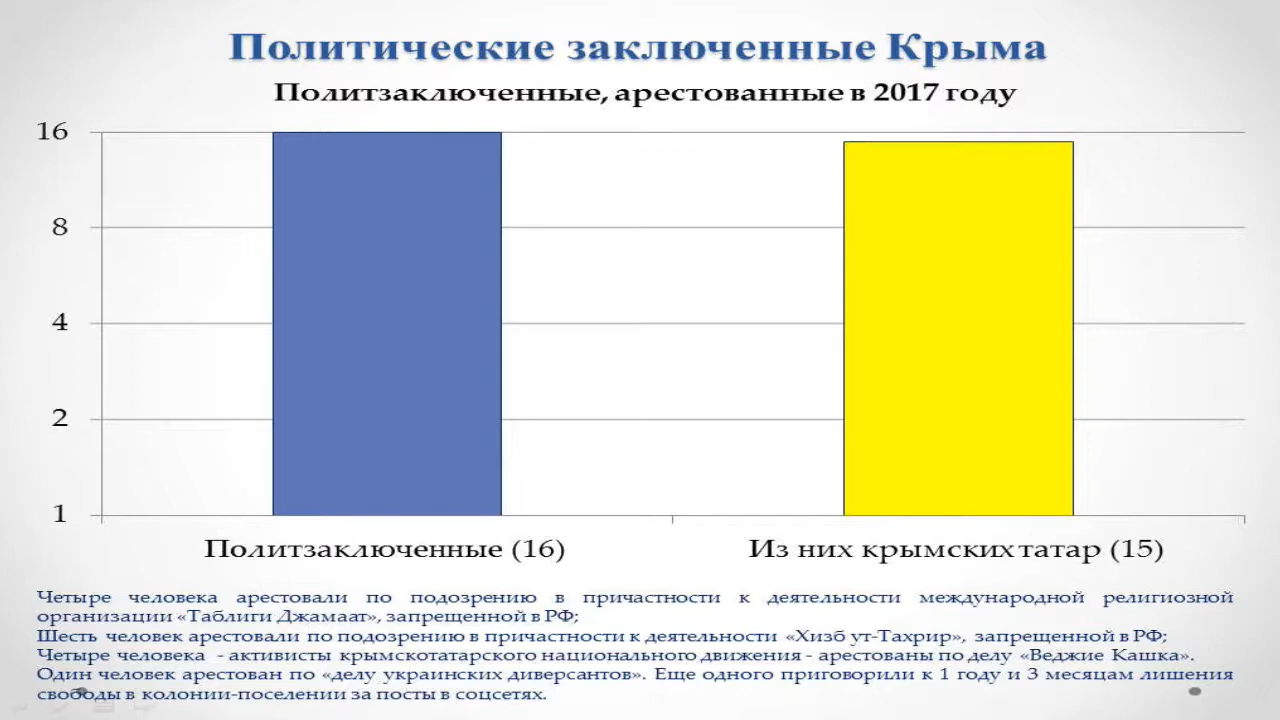 Политические заключенные Крыма
Политзаключенные, арестованные в 2017 году
16
8
4
2
1
Политзаключенные (16)
Из них крымских татар (15)
Четыре человека арестовали по подозрению в причастности к деятельности международной религиозной
организации «Таблиги Джамаат», запрещенной в РФ;
Шесть человек арестовали по подозрению в причастности к деятельности «Хизб ут-Тахрир», запрещенной в РФ;
Четыре человека - активисты крымскотатарского национального движения - арестованы по делу «Веджие Кашка».
Один человек арестован по «делу украинских диверсантов». Еще одного приговорили к 1 году и 3 месяцам лишения
свободы в колонии-поселении за посты в соцсетях.